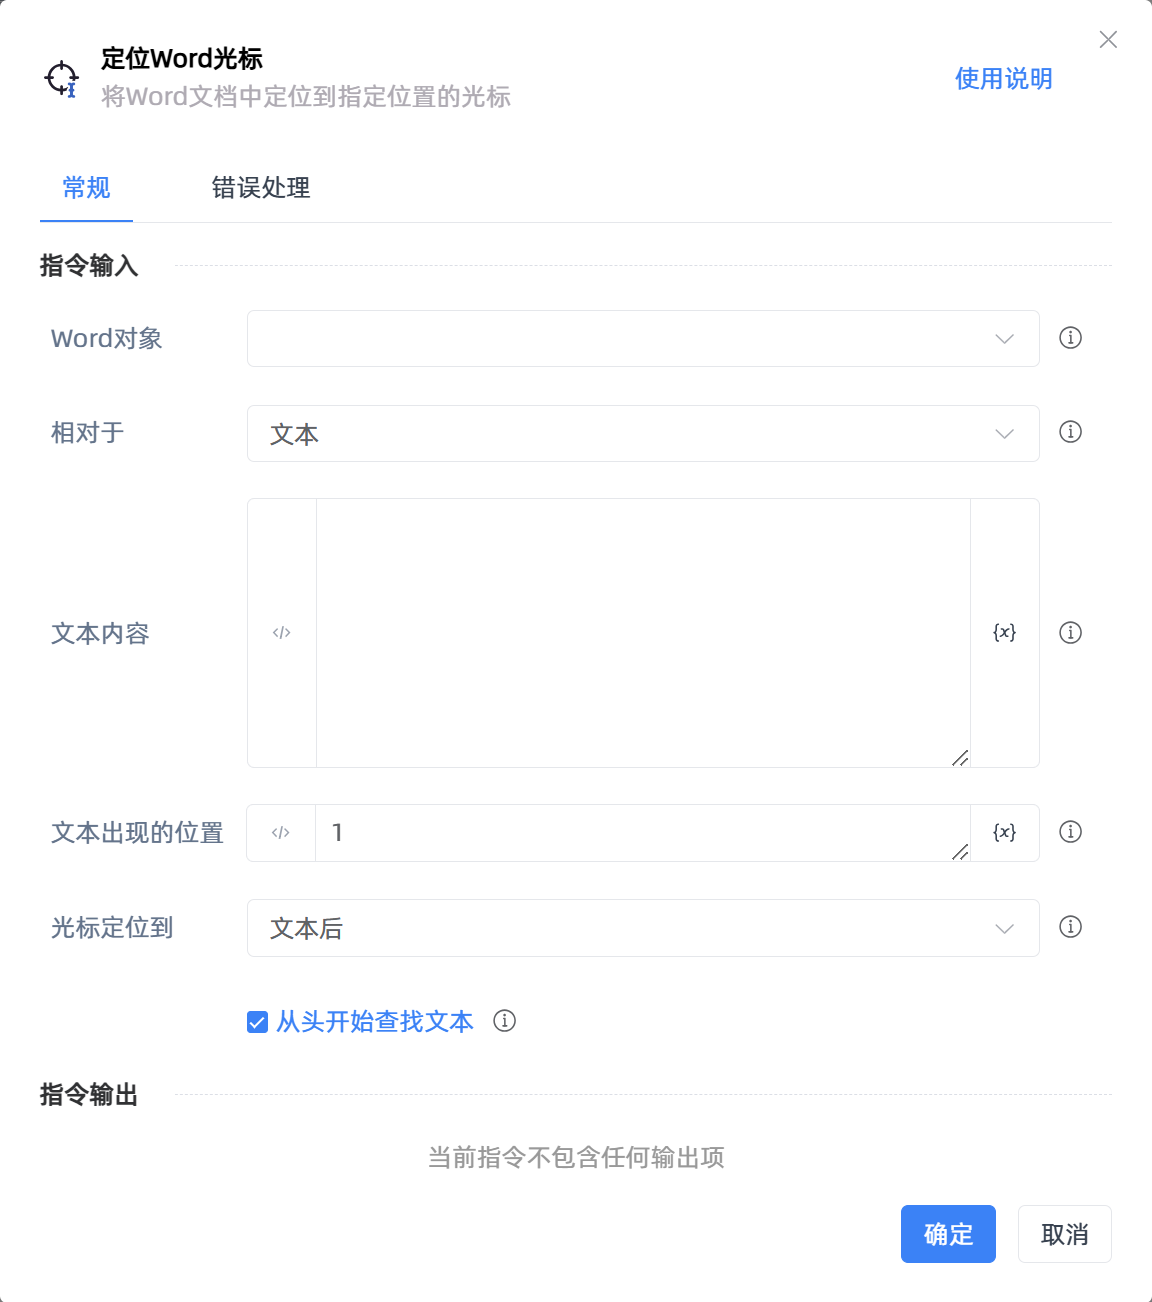 定位Word光标
将Word文档中定位到指定位置的光标
使用说明
常规
错误处理
指令输入
Word对象
相对于
文本
文本内容
</>
{x}
文本出现的位置
</>
1
{x}
光标定位到
文本后
从头开始查找文本
指令输出
当前指令不包含任何输出项
确定
取消